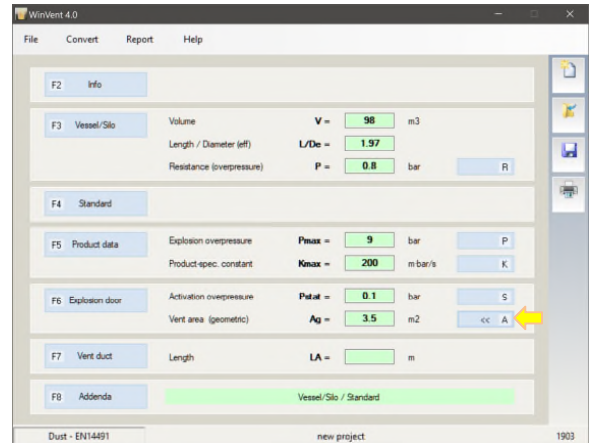 WinVent 4.0
File Convert Report Help
F2 Info
F3 Vessel/Silo Volume V = 98 m3
Length / Diameter (eff) L/De = 1.97
Resistance (overpressure) P = 0.8 bar R
F4 Standard
F5 Product data Explosion overpressure Pmax = 9 bar P
Product-spec. constant Kmax = 200 m·bar/s K
F6 Explosion door Activation overpressure Pstat = 0.1 bar S
Vent area (geometric) Ag = 3.5 m2 << A
F7 Vent duct Length LA = m
F8 Addenda Vessel/Silo / Standard
Dust - EN14491 new project 1903